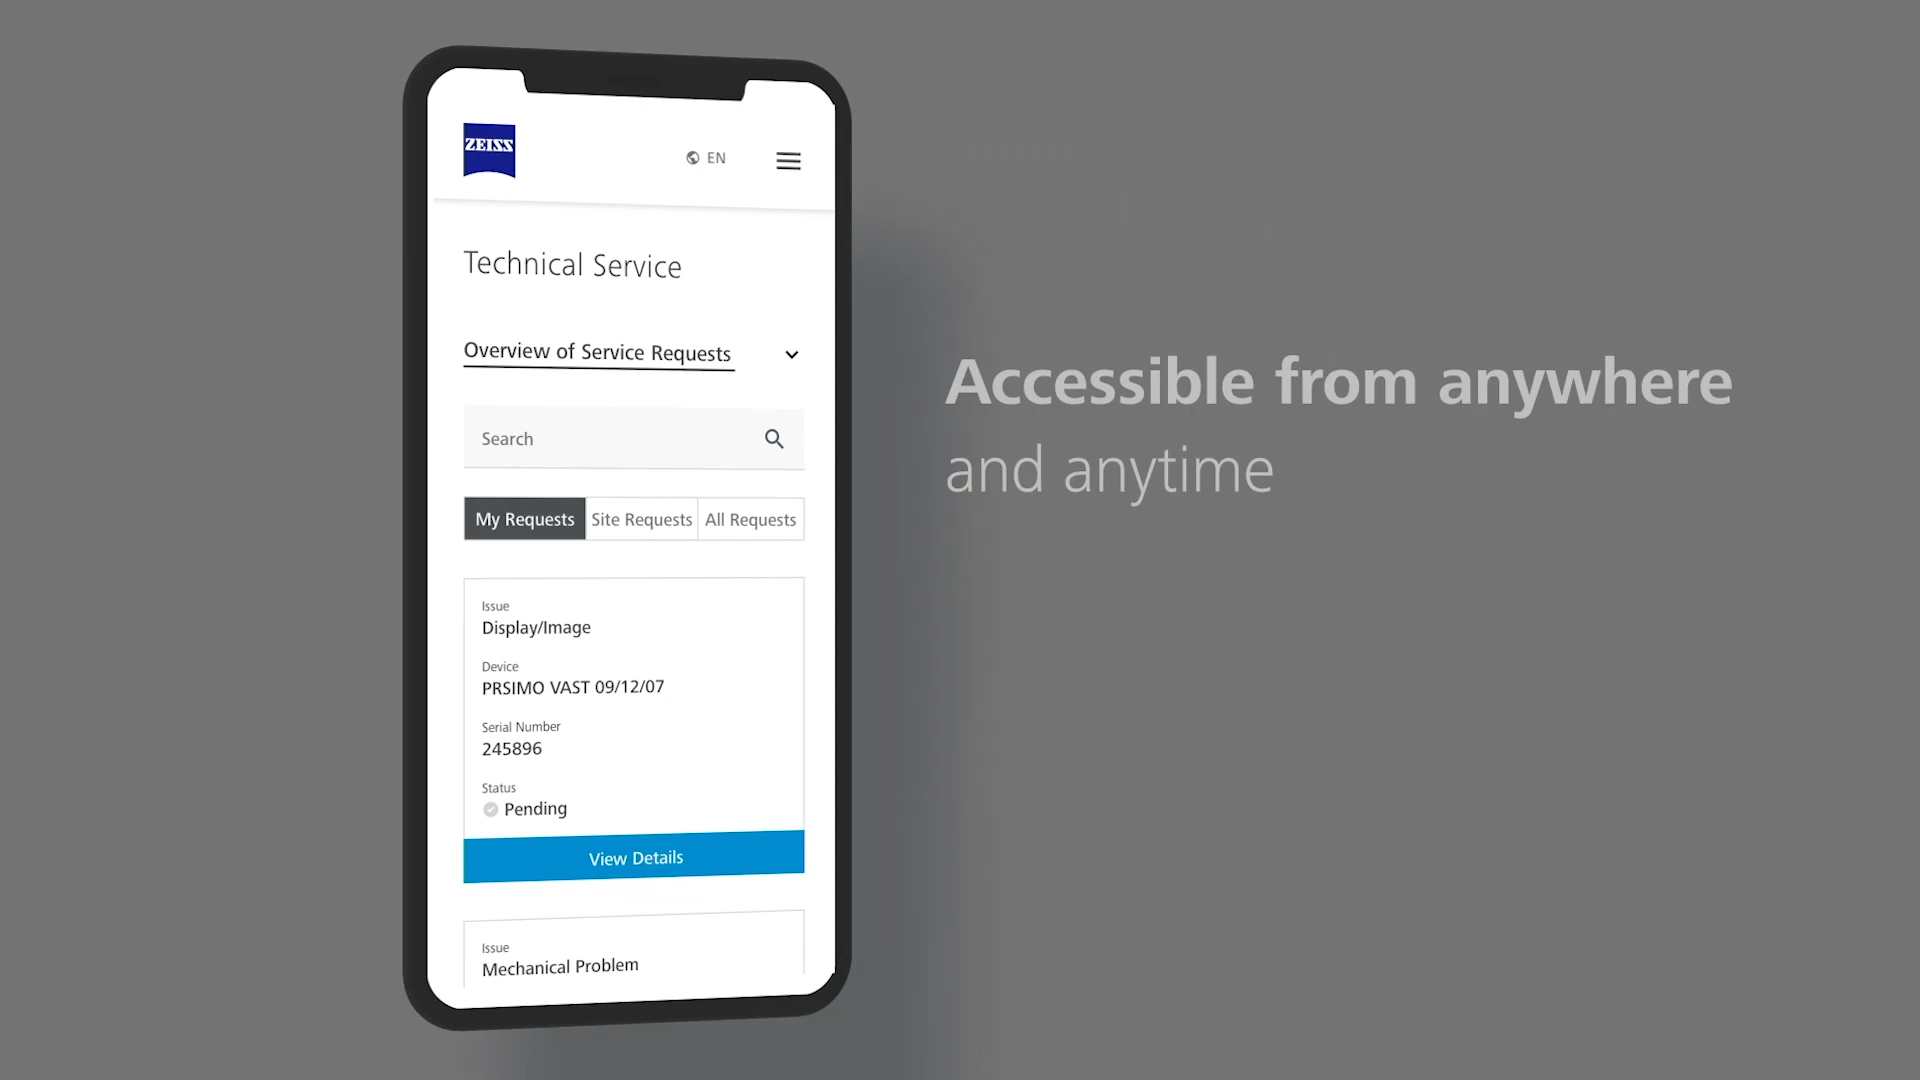 ZEISS
EN
Technical Service
Overview of Service Requests
Search
My Requests Site Requests All Requests
Issue
Display/Image
Device
PRSIMO VAST 09/12/07
Serial Number
245896
Status
Pending
View Details
Issue
Mechanical Problem
Accessible from anywhere
and anytime